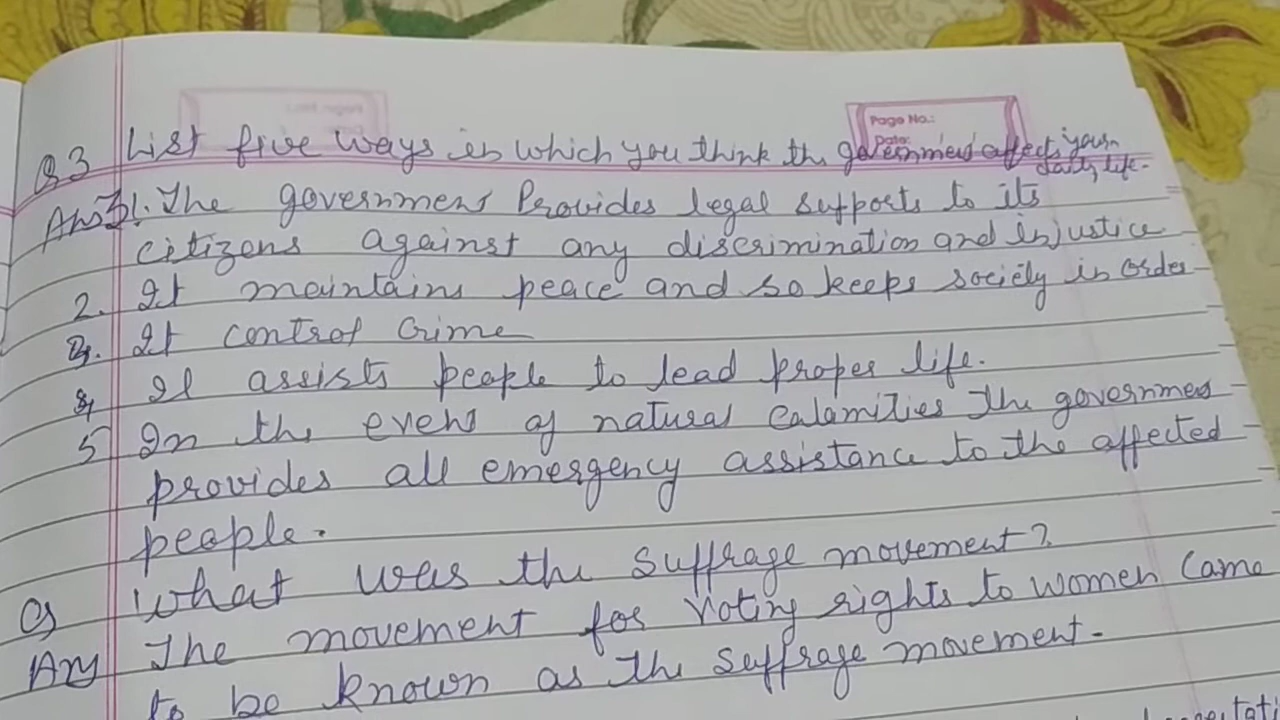 Page No.:
Date:
Q3 List five ways in which you think the government affects your
daily life.
Ans 1. The government Provides legal supports to its
citizens against any discrimination and injustice
2. It maintains peace and so keeps society in order
3. It control crime
4 It assists people to lead proper life.
5 In the event of natural calamities the government
provides all emergency assistance to the affected
people.
Q What was the suffrage movement?
Ans The movement for voting rights to women came
to be known as the suffrage movement.